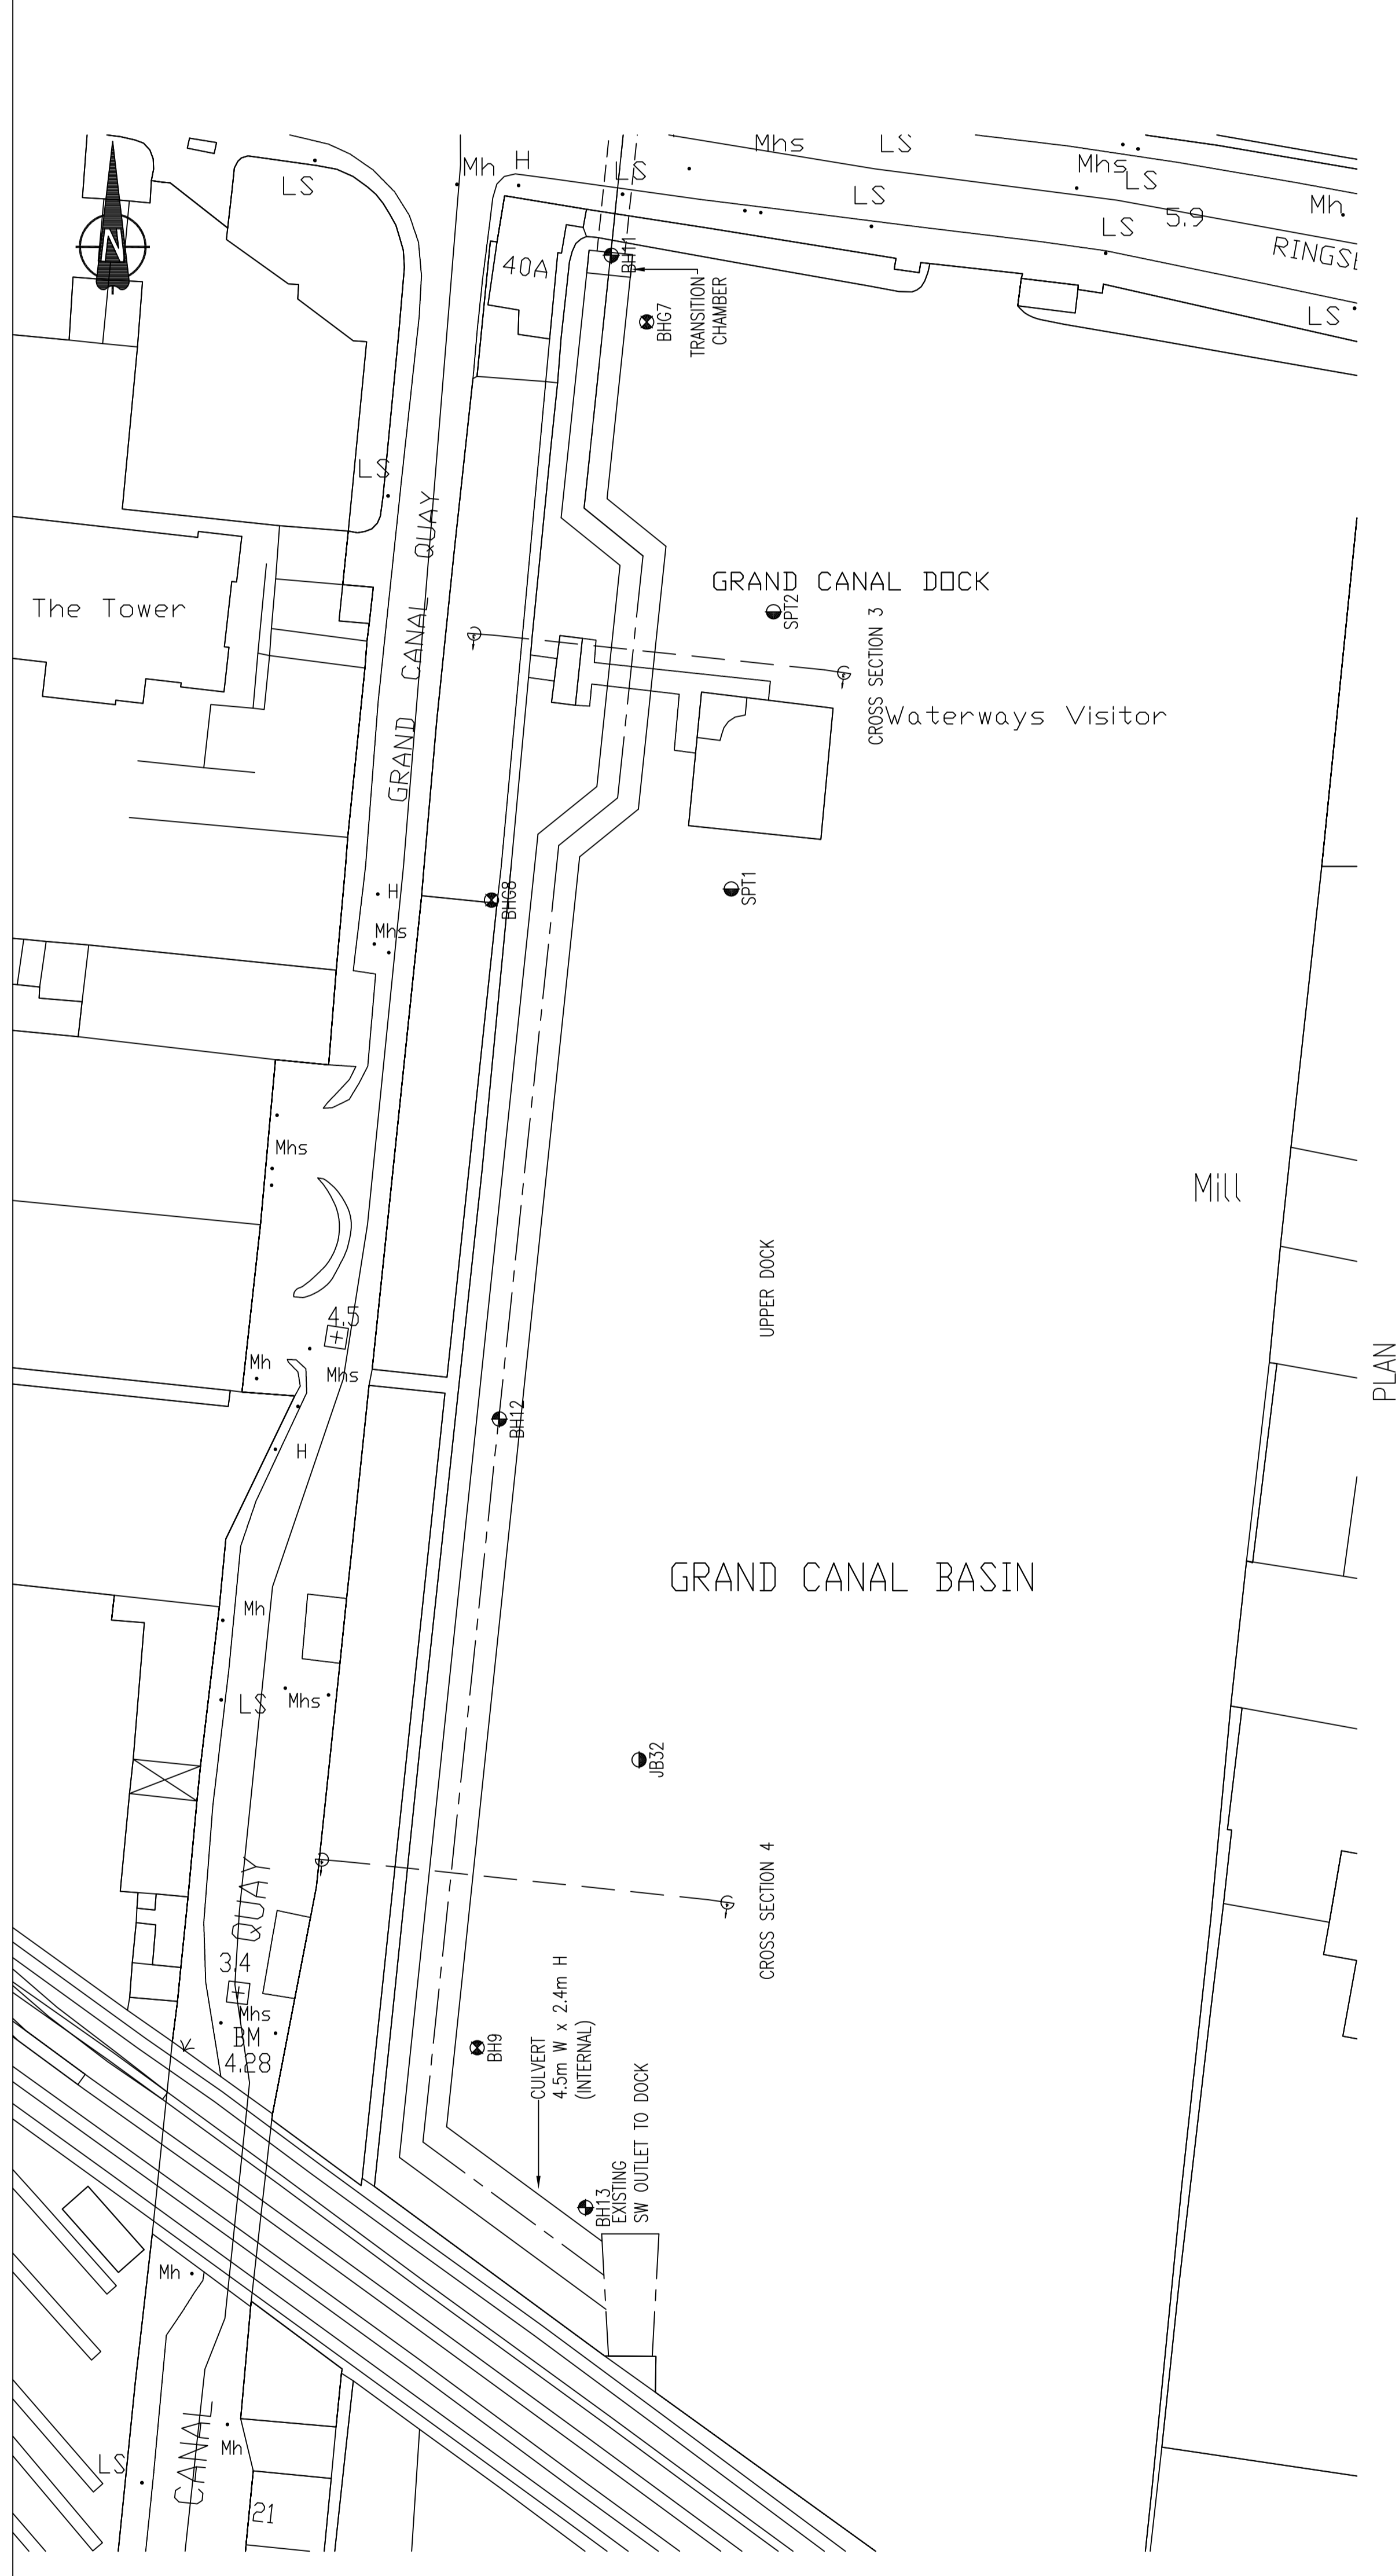 Mhs
LS
Mh
H
LS
Mhs
LS
LS
LS
Mh
5.9
LS
RINGS
N
40A
BH11
BHG7
TRANSITION
CHAMBER
LS
LS
GRAND CANAL QUAY
GRAND CANAL DOCK
The Tower
SPT2
CROSS SECTION 3
Waterways Visitor
H
BHG8
SPT1
Mhs
Mhs
Mill
UPPER DOCK
4.5
Mh
Mhs
PLAN
BH12
H
GRAND CANAL BASIN
Mh
LS
Mhs
JB32
CROSS SECTION 4
QUAY
3.4
Mhs
BM
4.28
BH9
CULVERT
4.5m W x 2.4m H
(INTERNAL)
BH13
EXISTING
SW OUTLET TO DOCK
Mh
CANAL
Mh
LS
21